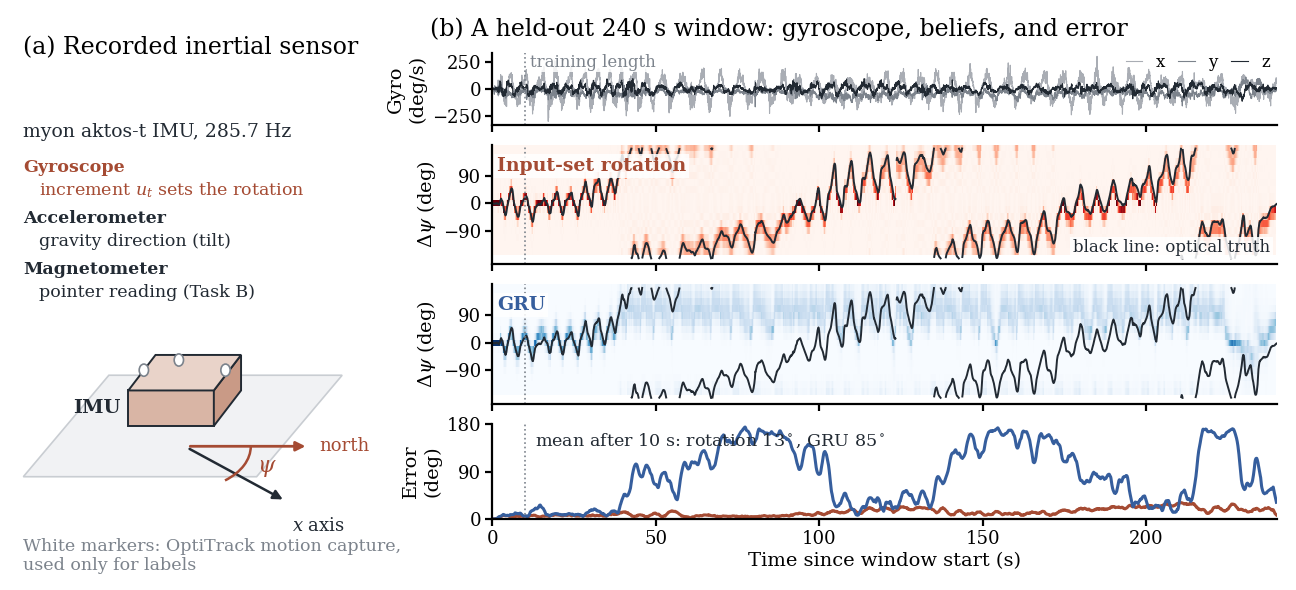 (a) Recorded inertial sensor
myon aktos-t IMU, 285.7 Hz
Gyroscope
increment uₜ sets the rotation
Accelerometer
gravity direction (tilt)
Magnetometer
pointer reading (Task B)
IMU
north
ψ
x axis
White markers: OptiTrack motion capture,
used only for labels
(b) A held-out 240 s window: gyroscope, beliefs, and error
Gyro
(deg/s)
250
0
−250
training length
x y z
Δψ (deg)
90
0
−90
Input-set rotation
black line: optical truth
Δψ (deg)
90
0
−90
GRU
Error
(deg)
180
90
0
mean after 10 s: rotation 13°, GRU 85°
0 50 100 150 200
Time since window start (s)